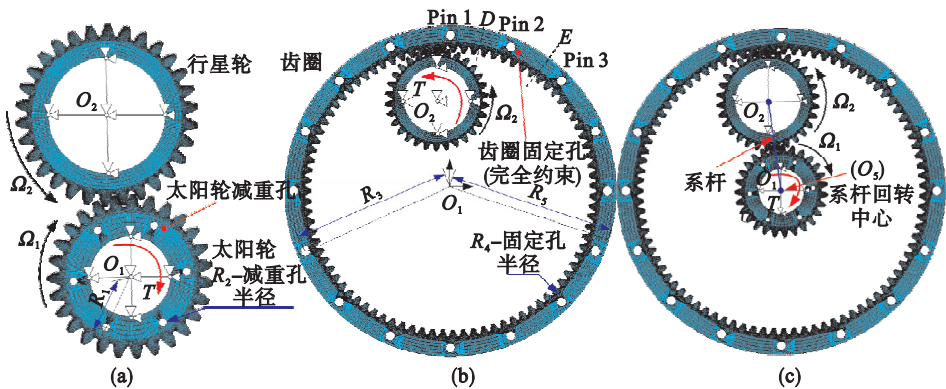 行星轮
O2
Ω2
太阳轮减重孔
Ω1
太阳轮
O1
R2-减重孔
半径
R1
T
(a)
齿圈
Pin 1
D
Pin 2
E
Pin 3
T
O2
Ω2
齿圈固定孔
(完全约束)
R3
R5
O1
R4-固定孔
半径
(b)
O2
Ω2
Ω1
系杆
O1
T
(O5)
系杆回转
中心
(c)